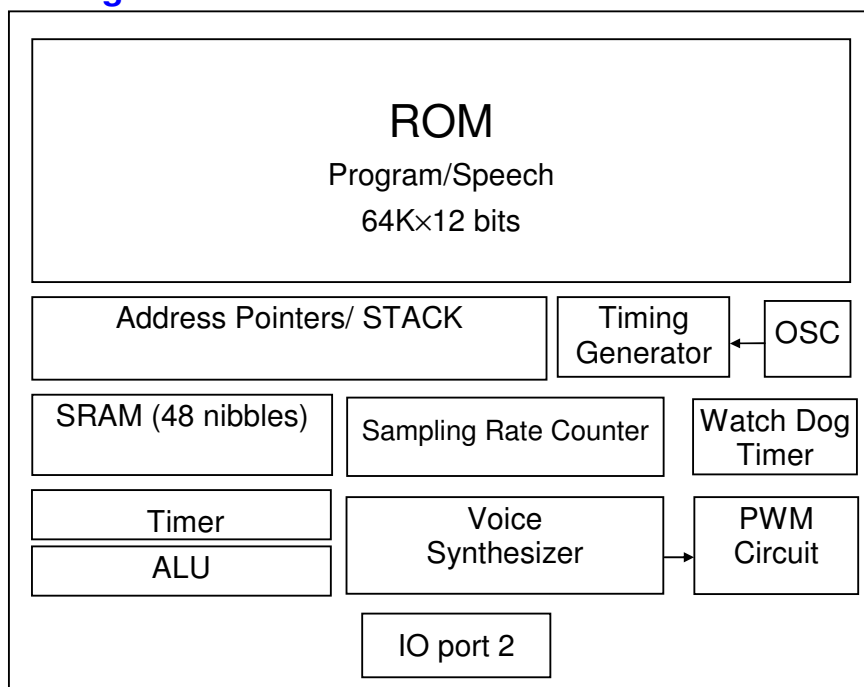 ROM
Program/Speech
64K×12 bits
Address Pointers/ STACK
Timing
Generator
OSC
SRAM (48 nibbles)
Sampling Rate Counter
Watch Dog
Timer
Timer
ALU
Voice
Synthesizer
PWM
Circuit
IO port 2